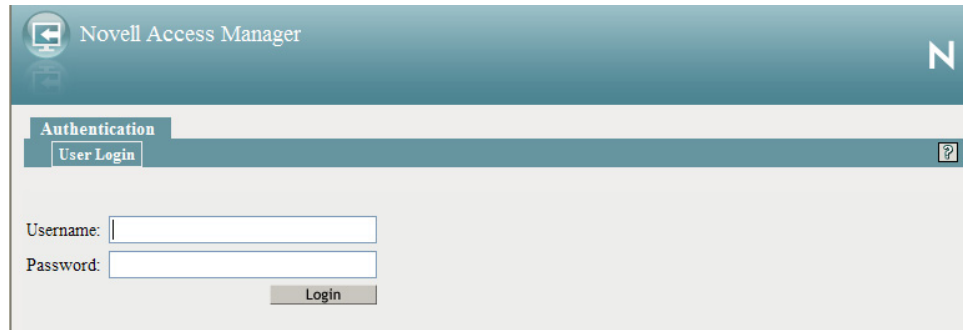 Novell Access Manager
N
Authentication
User Login
?
Username:
Password:
Login